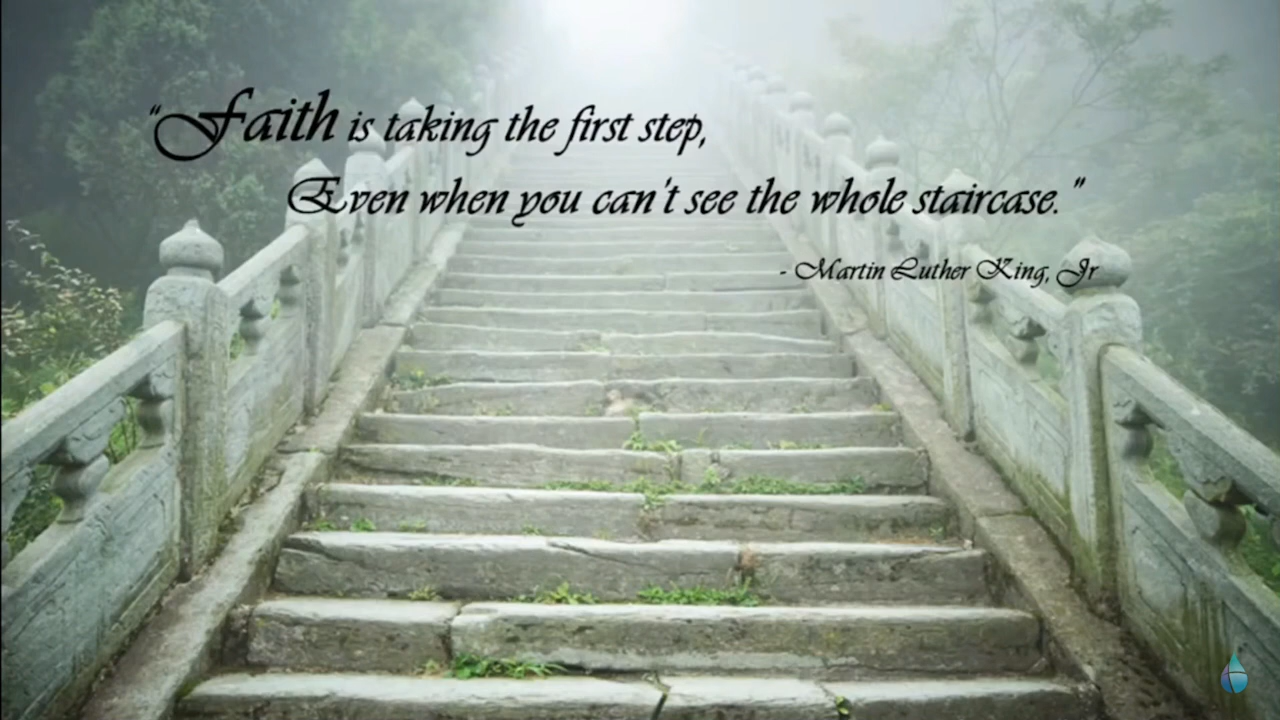 "Faith is taking the first step,
Even when you can't see the whole staircase."
- Martin Luther King, Jr